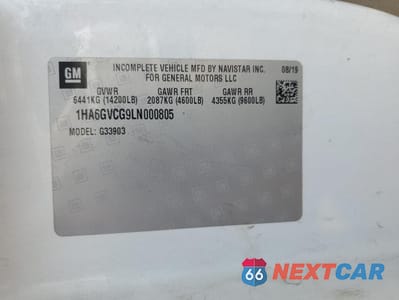 GM
INCOMPLETE VEHICLE MFD BY NAVISTAR INC.
FOR GENERAL MOTORS LLC
08/19
GVWR GAWR FRT GAWR RR
6441KG (14200LB) 2087KG (4600LB) 4355KG (9600LB)
1HA6GVCG9LN000805
MODEL: G33903
66 NEXTCAR